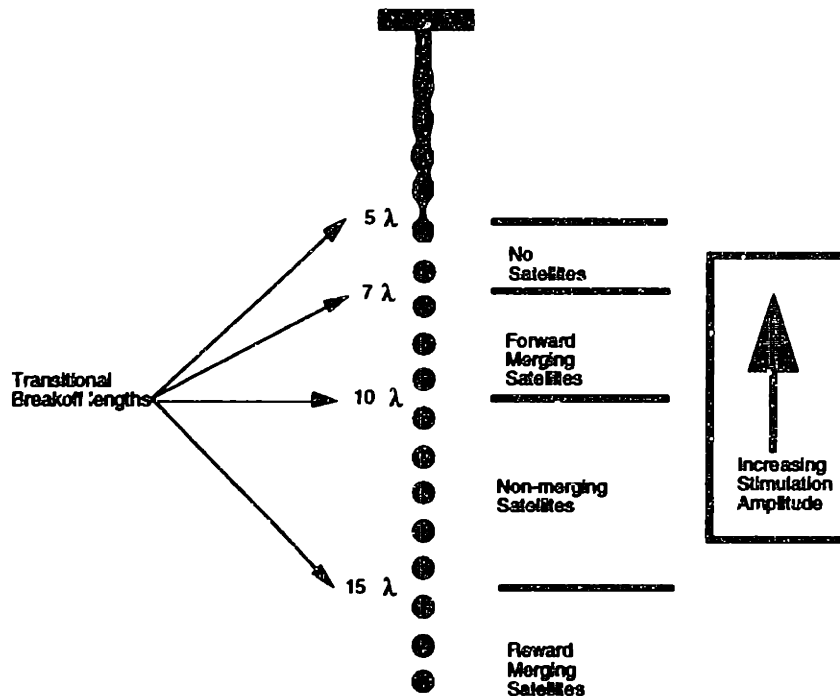 5 λ
No
Satellites
7 λ
Forward
Merging
Satellites
Transitional
Breakoff lengths
10 λ
Increasing
Stimulation
Amplitude
Non-merging
Satellites
15 λ
Reward
Merging
Satellites